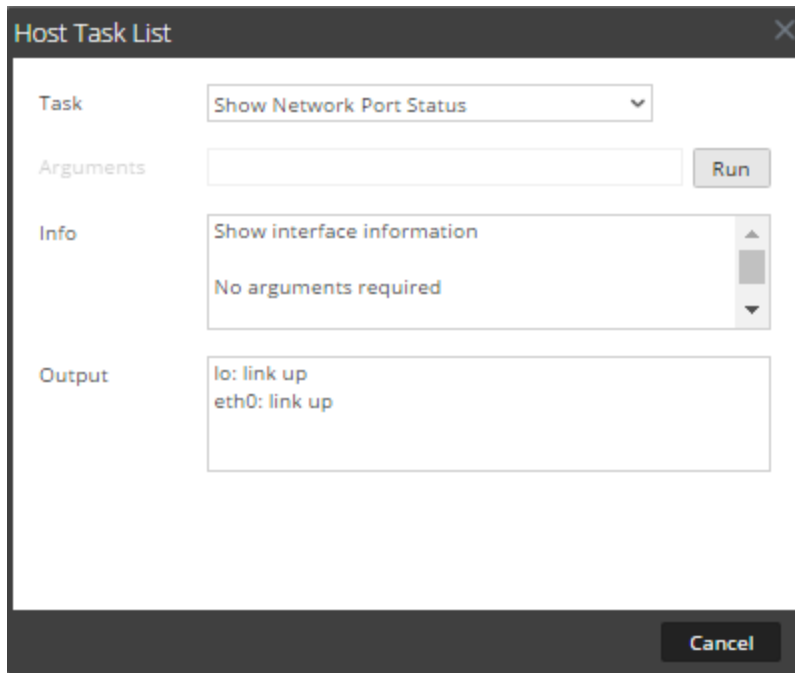 Host Task List
Task
Show Network Port Status
Arguments
Run
Info
Show interface information
No arguments required
Output
lo: link up
eth0: link up
Cancel